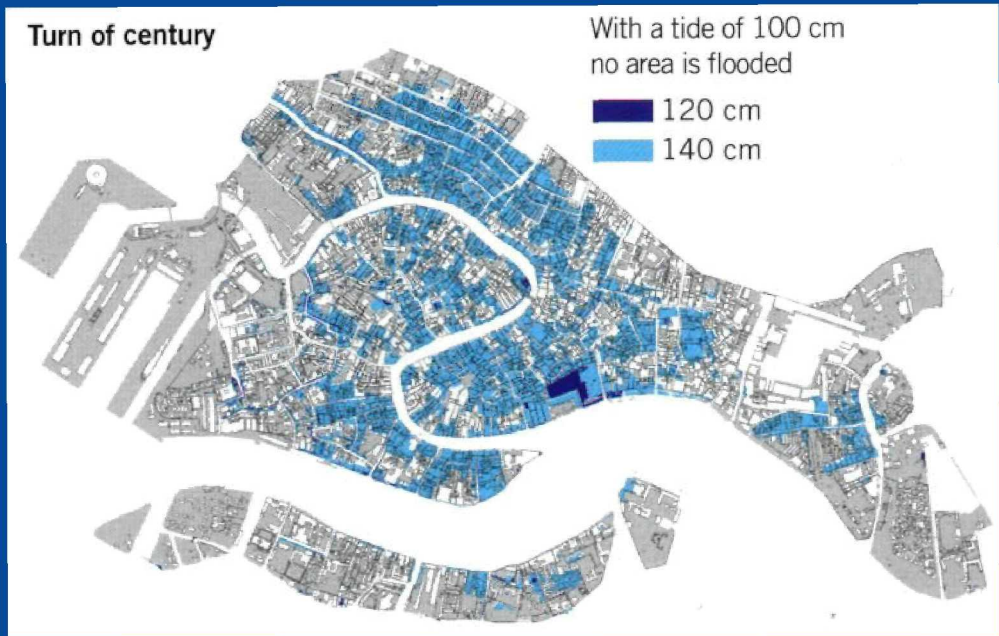 Turn of century
With a tide of 100 cm
no area is flooded
120 cm
140 cm